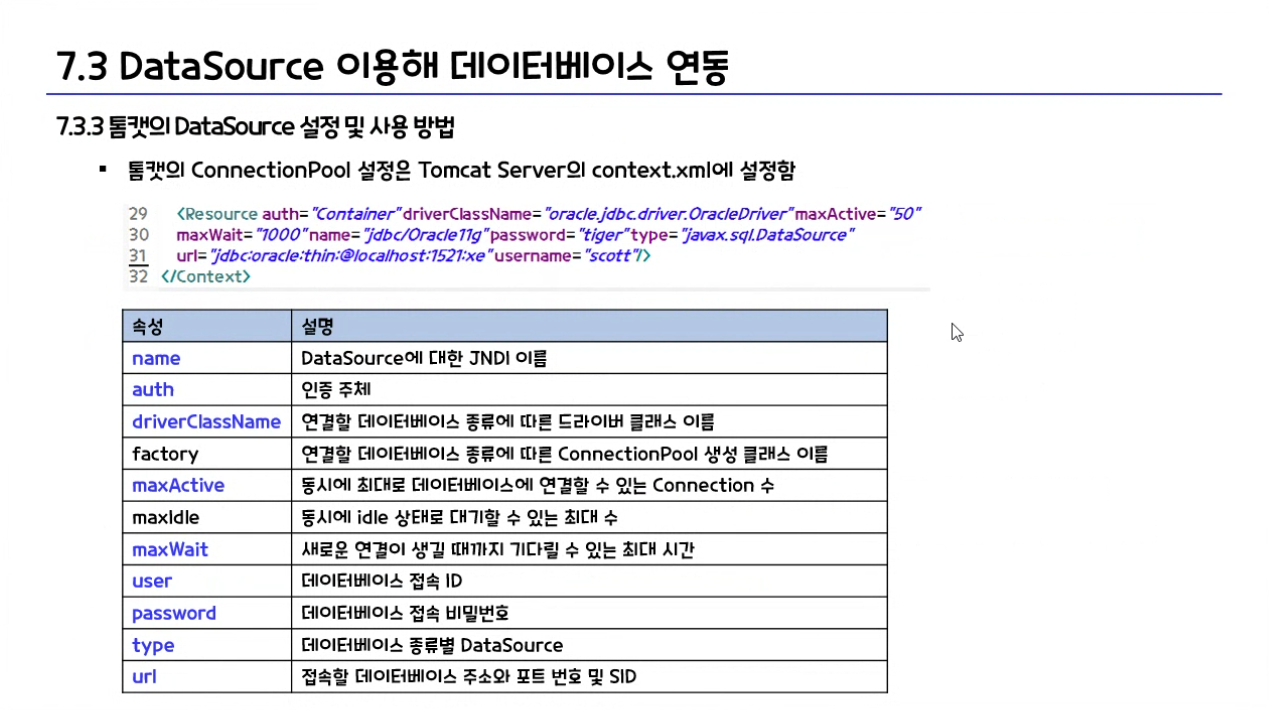 7.3 DataSource 이용해 데이터베이스 연동
7.3.3 톰캣의 DataSource 설정 및 사용 방법
▪ 톰캣의 ConnectionPool 설정은 Tomcat Server의 context.xml에 설정함
29 <Resource auth="Container" driverClassName="oracle.jdbc.driver.OracleDriver" maxActive="50"
30 maxWait="1000" name="jdbc/Oracle11g" password="tiger" type="javax.sql.DataSource"
31 url="jdbc:oracle:thin:@localhost:1521:xe" username="scott"/>
32 </Context>
속성 설명
name DataSource에 대한 JNDI 이름
auth 인증 주체
driverClassName 연결할 데이터베이스 종류에 따른 드라이버 클래스 이름
factory 연결할 데이터베이스 종류에 따른 ConnectionPool 생성 클래스 이름
maxActive 동시에 최대로 데이터베이스에 연결할 수 있는 Connection 수
maxIdle 동시에 idle 상태로 대기할 수 있는 최대 수
maxWait 새로운 연결이 생길 때까지 기다릴 수 있는 최대 시간
user 데이터베이스 접속 ID
password 데이터베이스 접속 비밀번호
type 데이터베이스 종류별 DataSource
url 접속할 데이터베이스 주소와 포트 번호 및 SID